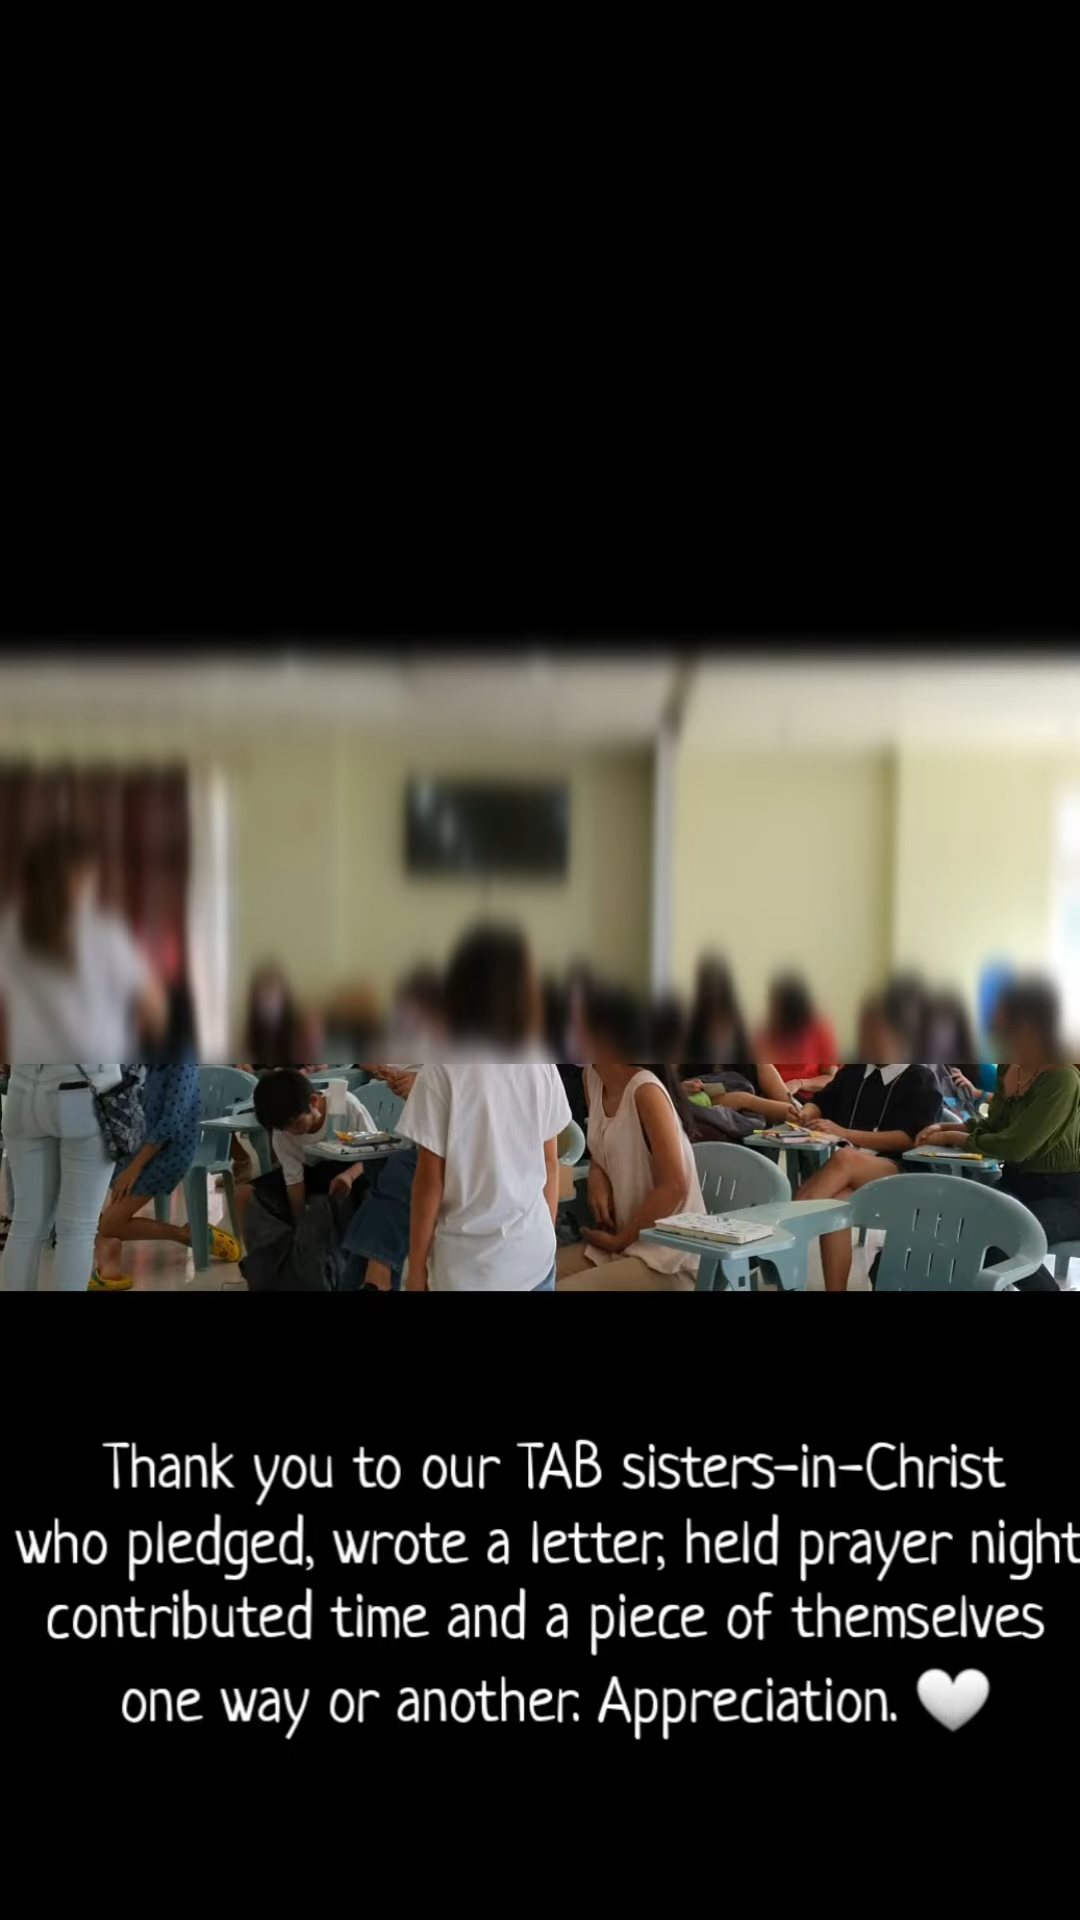 Thank you to our TAB sisters-in-Christ
who pledged, wrote a letter, held prayer night
contributed time and a piece of themselves
one way or another. Appreciation. 🤍